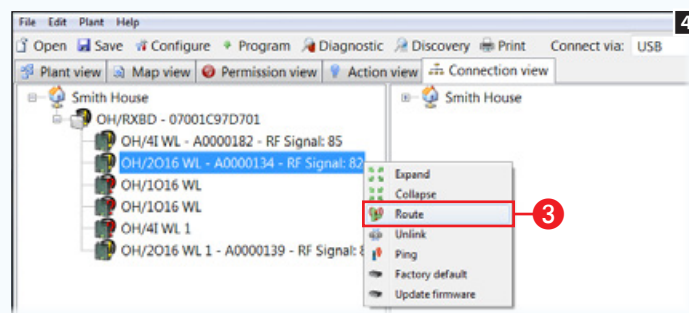 File Edit Plant Help
4
Open Save Configure Program Diagnostic Discovery Print Connect via: USB
Plant view Map view Permission view Action view Connection view
Smith House
Smith House
OH/RXBD - 07001C97D701
OH/4I WL - A0000182 - RF Signal: 85
OH/2O16 WL - A0000134 - RF Signal: 82
OH/1O16 WL
OH/1O16 WL
OH/4I WL 1
OH/2O16 WL 1 - A0000139 - RF Signal:
Expand
Collapse
Route
3
Unlink
Ping
Factory default
Update firmware